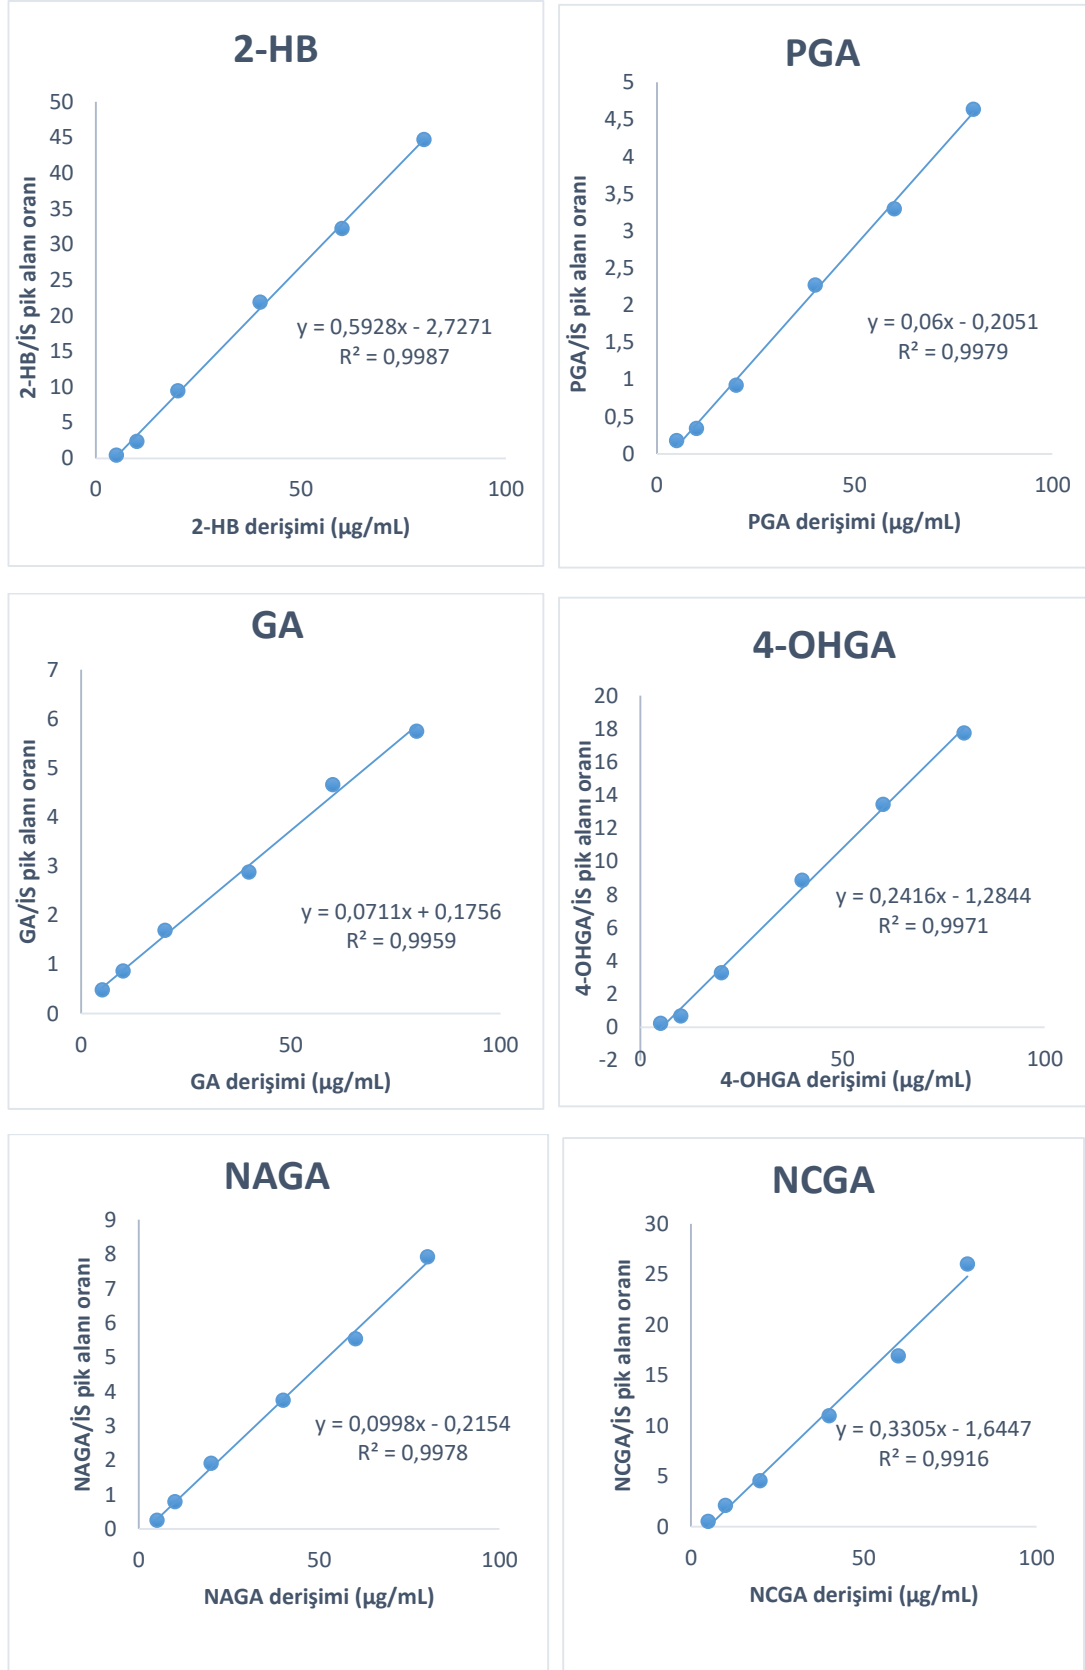 2-HB
50
45
40
35
30
25
20
15
10
5
0
0
50
100
2-HB/İS pik alanı oranı
y = 0,5928x - 2,7271
R² = 0,9987
2-HB derişimi (µg/mL)
PGA
5
4,5
4
3,5
3
2,5
2
1,5
1
0,5
0
0
50
100
PGA/İS pik alanı oranı
y = 0,06x - 0,2051
R² = 0,9979
PGA derişimi (µg/mL)
GA
7
6
5
4
3
2
1
0
0
50
100
GA/İS pik alanı oranı
y = 0,0711x + 0,1756
R² = 0,9959
GA derişimi (µg/mL)
4-OHGA
20
18
16
14
12
10
8
6
4
2
0
-2
0
50
100
4-OHGA/İS pik alanı oranı
y = 0,2416x - 1,2844
R² = 0,9971
4-OHGA derişimi (µg/mL)
NAGA
9
8
7
6
5
4
3
2
1
0
0
50
100
NAGA/İS pik alanı oranı
y = 0,0998x - 0,2154
R² = 0,9978
NAGA derişimi (µg/mL)
NCGA
30
25
20
15
10
5
0
0
50
100
NCGA/İS pik alanı oranı
y = 0,3305x - 1,6447
R² = 0,9916
NCGA derişimi (µg/mL)